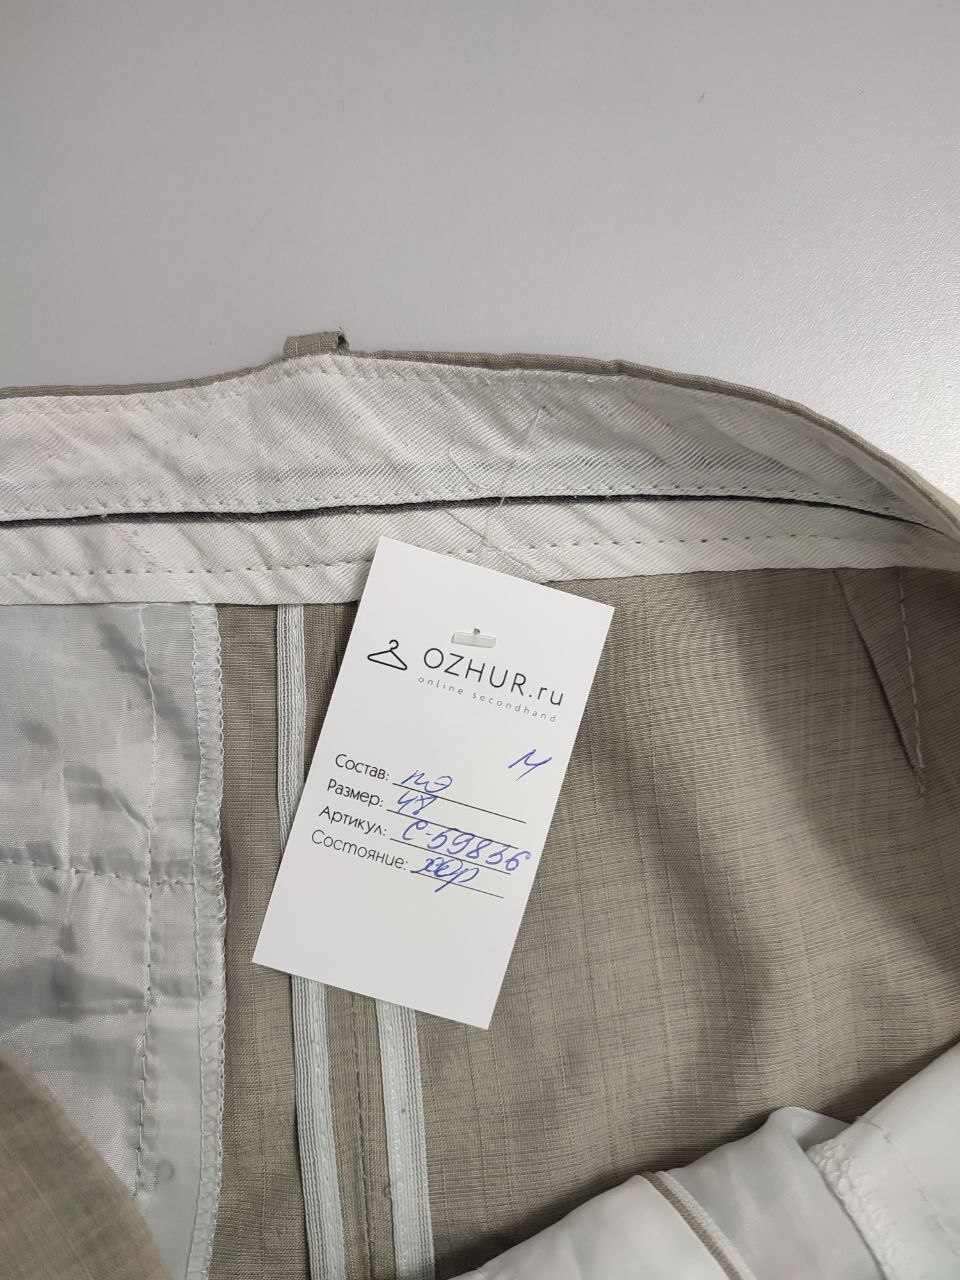 OZHUR.ru
online secondhand
М
Состав: пэ
Размер: 48
Артикул: С-59856
Состояние: хор